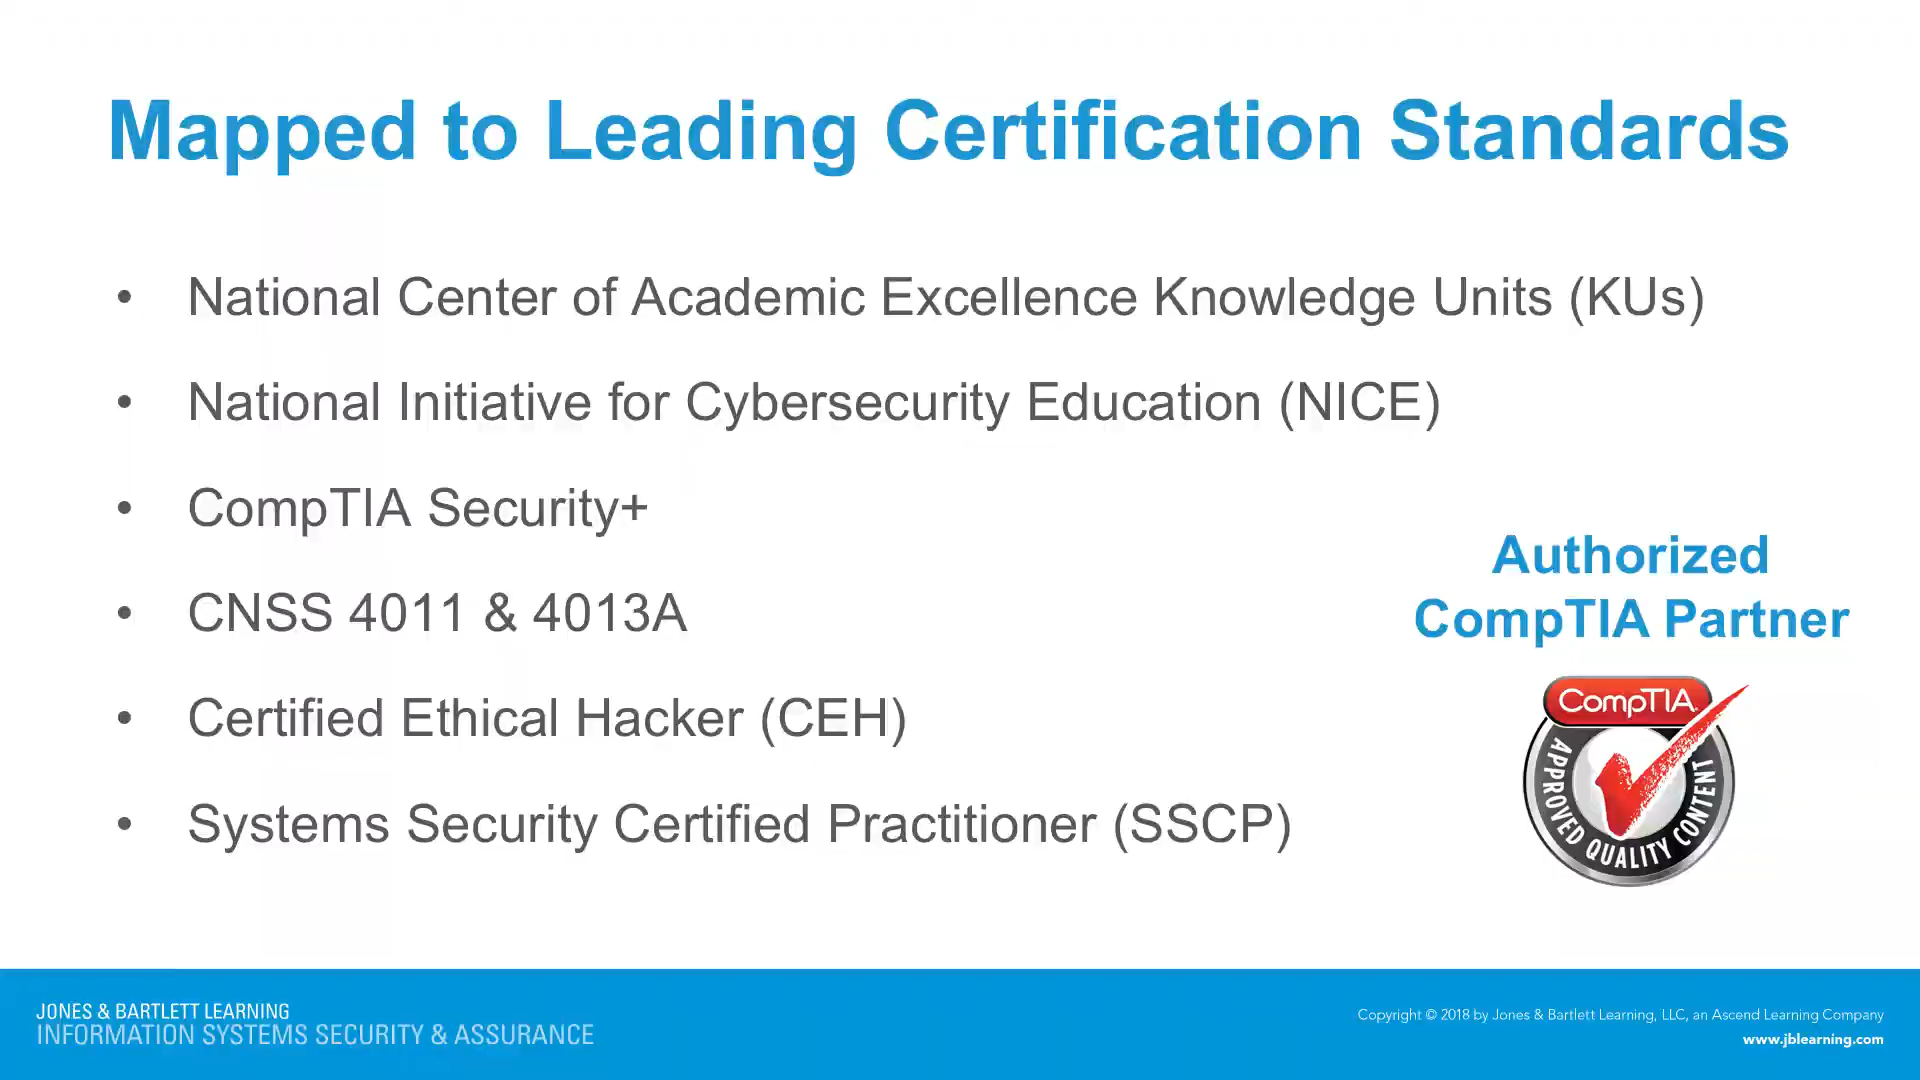 Mapped to Leading Certification Standards
• National Center of Academic Excellence Knowledge Units (KUs)
• National Initiative for Cybersecurity Education (NICE)
• CompTIA Security+
• CNSS 4011 & 4013A
• Certified Ethical Hacker (CEH)
• Systems Security Certified Practitioner (SSCP)
Authorized
CompTIA Partner
CompTIA.
APPROVED QUALITY CONTENT
JONES & BARTLETT LEARNING
INFORMATION SYSTEMS SECURITY & ASSURANCE
Copyright © 2018 by Jones & Bartlett Learning, LLC, an Ascend Learning Company
www.jblearning.com